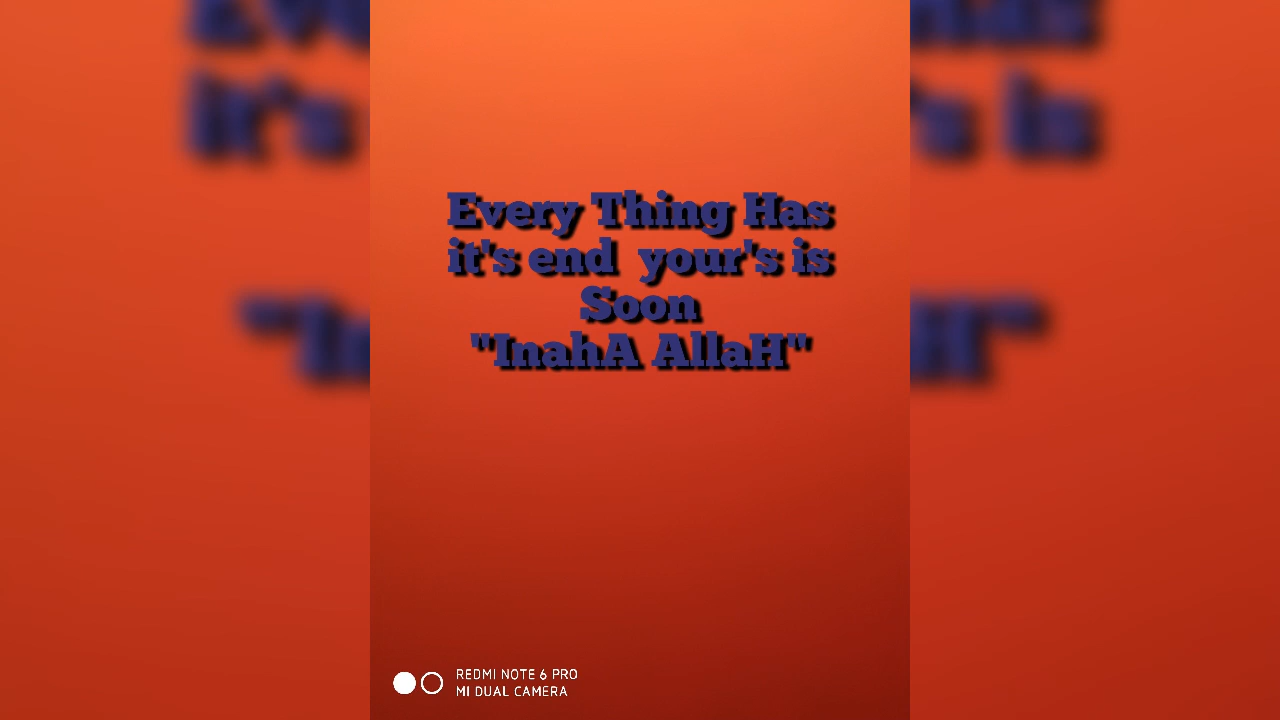 Every Thing Has
it's end  your's is
Soon
"InahA AllaH"
REDMI NOTE 6 PRO
MI DUAL CAMERA